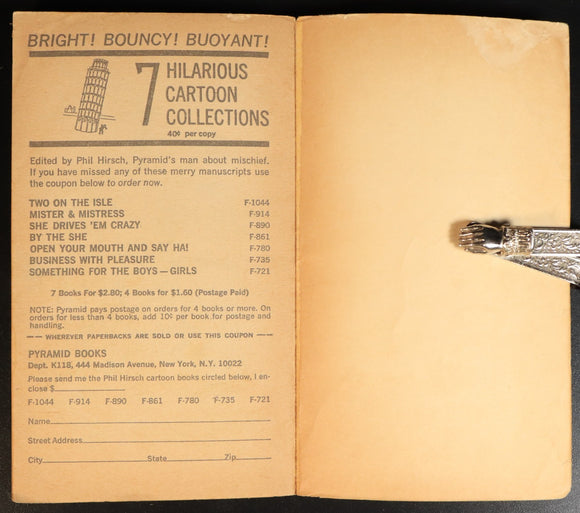 BRIGHT! BOUNCY! BUOYANT!
7 HILARIOUS
CARTOON
COLLECTIONS
40¢ per copy
Edited by Phil Hirsch, Pyramid's man about mischief.
If you have missed any of these merry manuscripts use
the coupon below to order now.
TWO ON THE ISLE F-1044
MISTER & MISTRESS F-914
SHE DRIVES 'EM CRAZY F-890
BY THE SHE F-861
OPEN YOUR MOUTH AND SAY HA! F-780
BUSINESS WITH PLEASURE F-735
SOMETHING FOR THE BOYS — GIRLS F-721
7 Books For $2.80; 4 Books for $1.60 (Postage Paid)
NOTE: Pyramid pays postage on orders for 4 books or more. On
orders for less than 4 books, add 10¢ per book for postage and
handling.
—— WHEREVER PAPERBACKS ARE SOLD OR USE THIS COUPON ——
PYRAMID BOOKS
Dept. K118, 444 Madison Avenue, New York, N.Y. 10022
Please send me the Phil Hirsch cartoon books circled below, I en-
close $
F-1044 F-914 F-890 F-861 F-780 F-735 F-721
Name
Street Address
City State Zip